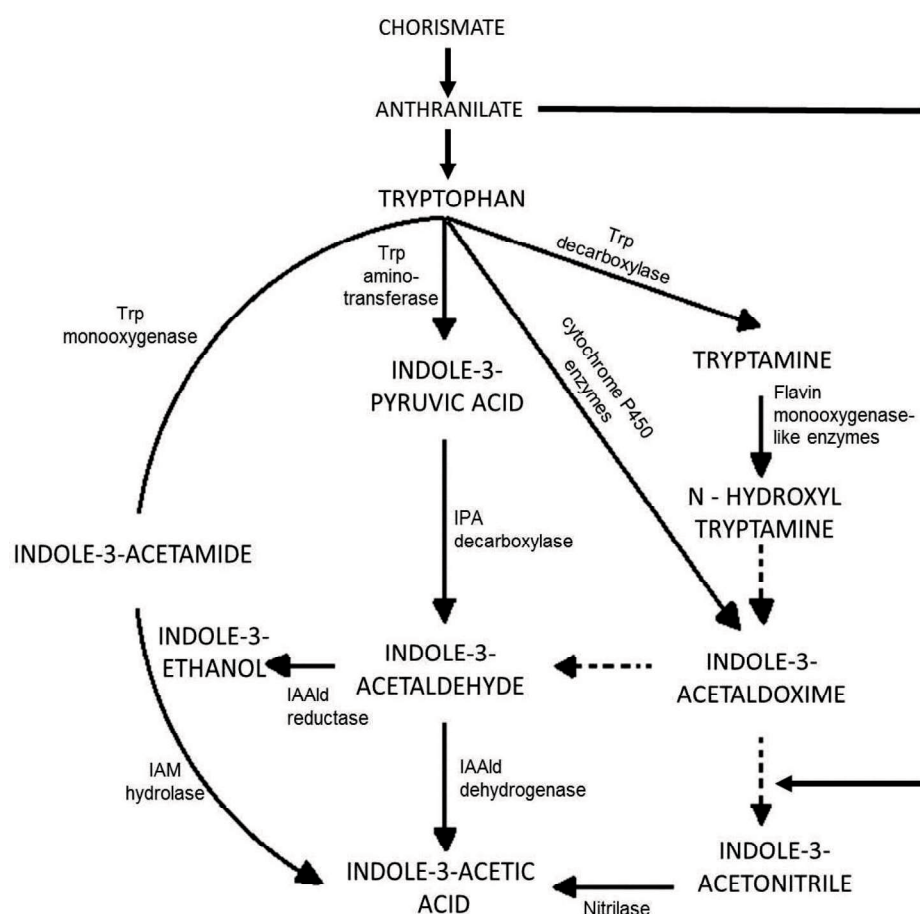 CHORISMATE
ANTHRANILATE
TRYPTOPHAN
Trp
monooxygenase
Trp
amino-
transferase
Trp
decarboxylase
cytochrome P450
enzymes
INDOLE-3-
PYRUVIC ACID
TRYPTAMINE
Flavin
monooxygenase-
like enzymes
N - HYDROXYL
TRYPTAMINE
IPA
decarboxylase
INDOLE-3-ACETAMIDE
INDOLE-3-
ETHANOL
IAAld
reductase
INDOLE-3-
ACETALDEHYDE
INDOLE-3-
ACETALDOXIME
IAM
hydrolase
IAAld
dehydrogenase
INDOLE-3-ACETIC
ACID
Nitrilase
INDOLE-3-
ACETONITRILE